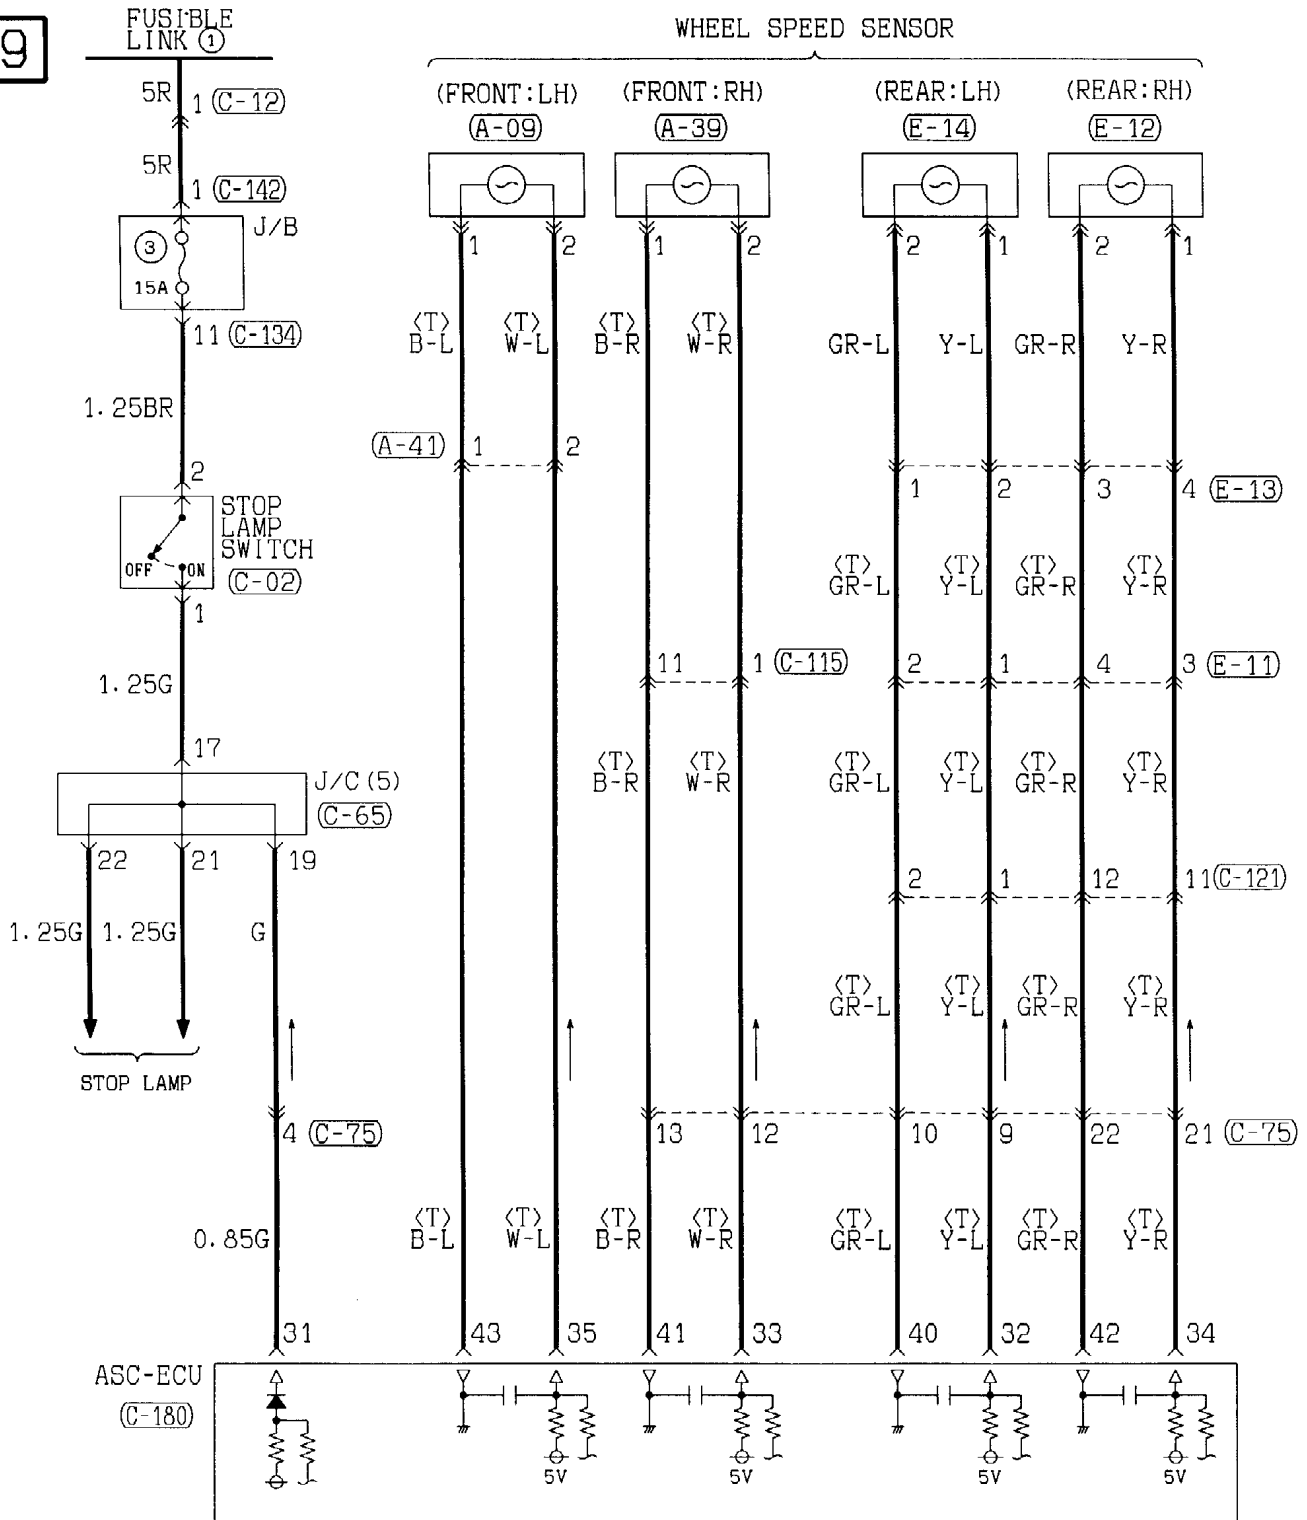 9
FUSIBLE
LINK ①
WHEEL SPEED SENSOR
(FRONT:LH) (FRONT:RH) (REAR:LH) (REAR:RH)
A-09 A-39 E-14 E-12
5R
1 C-12
5R
1 C-142
J/B
③
15A
11 C-134
1 2 1 2 2 1 2 1
<T> <T> <T> <T>
B-L W-L B-R W-R GR-L Y-L GR-R Y-R
1.25BR
A-41 1 2
2
1 2 3 4 E-13
STOP
LAMP
SWITCH
OFF ON
C-02
<T> <T> <T> <T>
GR-L Y-L GR-R Y-R
1
11 1 C-115 2 1 4 3 E-11
1.25G
17
J/C(5)
C-65
<T> <T> <T> <T> <T> <T>
B-R W-R GR-L Y-L GR-R Y-R
22 21 19
2 1 12 11 C-121
1.25G 1.25G G
<T> <T> <T> <T>
GR-L Y-L GR-R Y-R
STOP LAMP
4 C-75
13 12 10 9 22 21 C-75
<T> <T> <T> <T> <T> <T> <T> <T>
0.85G B-L W-L B-R W-R GR-L Y-L GR-R Y-R
31 43 35 41 33 40 32 42 34
ASC-ECU
C-180
5V 5V 5V 5V